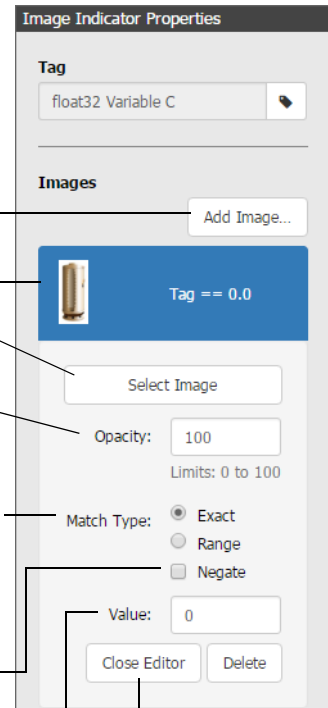 Image Indicator Properties
Tag
float32 Variable C
Images
Add Image...
Tag == 0.0
Select Image
Opacity: 100
Limits: 0 to 100
Match Type: Exact
Range
Negate
Value: 0
Close Editor Delete